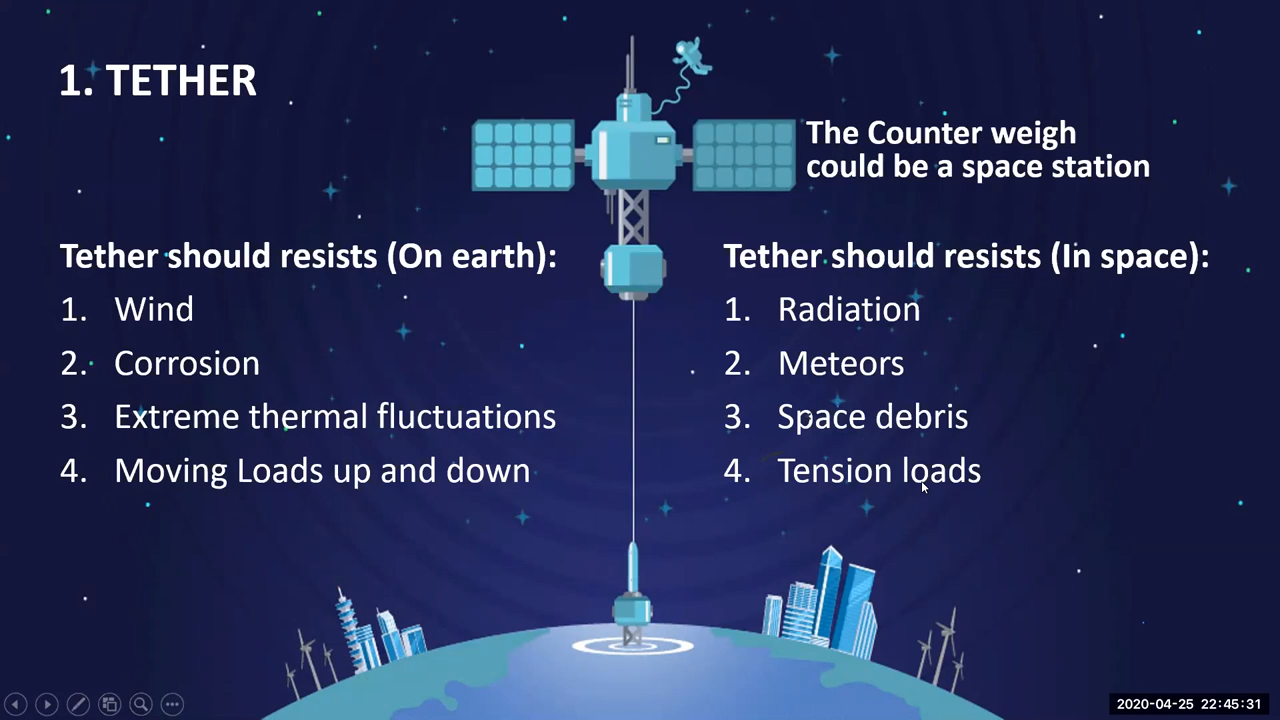 1. TETHER
The Counter weigh
could be a space station
Tether should resists (On earth):
1. Wind
2. Corrosion
3. Extreme thermal fluctuations
4. Moving Loads up and down
Tether should resists (In space):
1. Radiation
2. Meteors
3. Space debris
4. Tension loads
2020-04-25 22:45:31